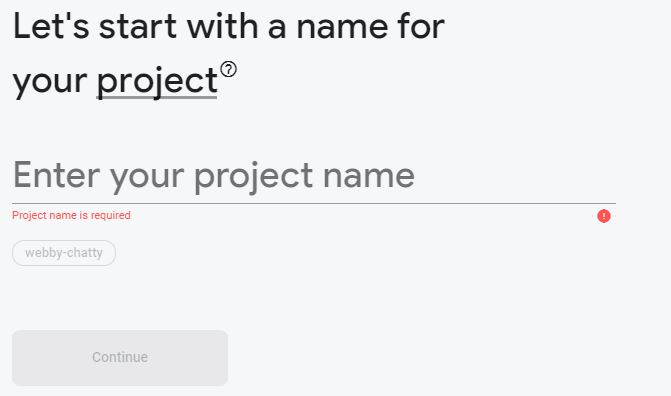 Let's start with a name for
your project
Enter your project name
Project name is required
webby-chatty
Continue